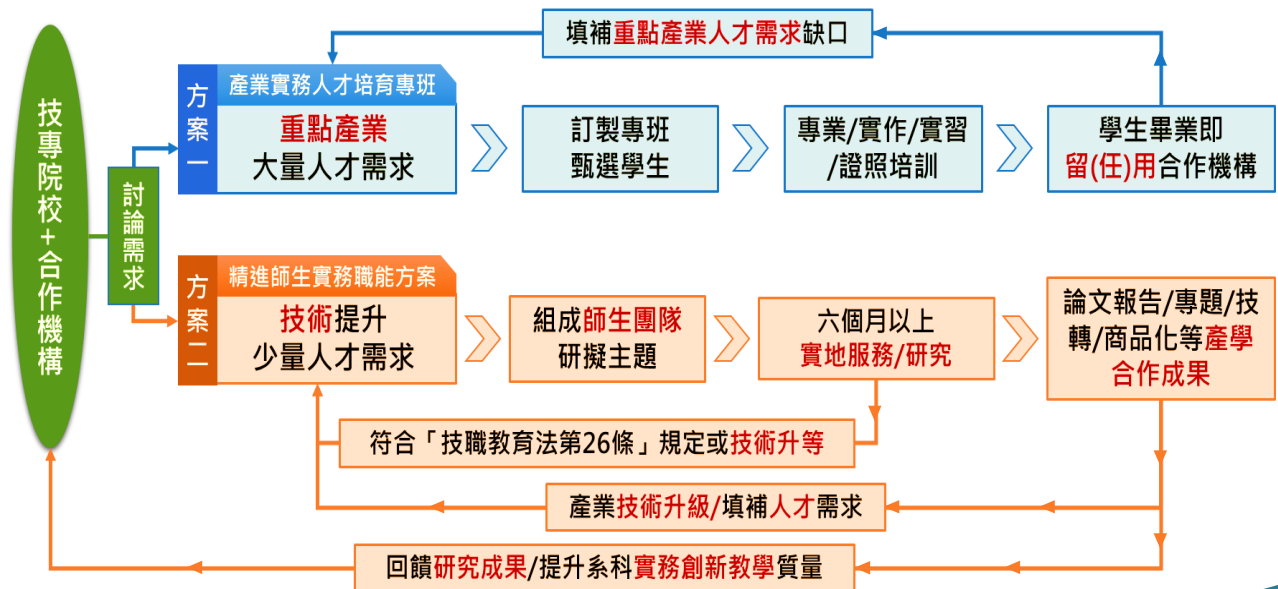 技專院校+合作機構
討論需求
填補重點產業人才需求缺口
方案一
產業實務人才培育專班
重點產業
大量人才需求
訂製專班
甄選學生
專業/實作/實習
/證照培訓
學生畢業即
留(任)用合作機構
方案二
精進師生實務職能方案
技術提升
少量人才需求
組成師生團隊
研擬主題
六個月以上
實地服務/研究
論文報告/專題/技
轉/商品化等產學
合作成果
符合「技職教育法第26條」規定或技術升等
產業技術升級/填補人才需求
回饋研究成果/提升系科實務創新教學質量